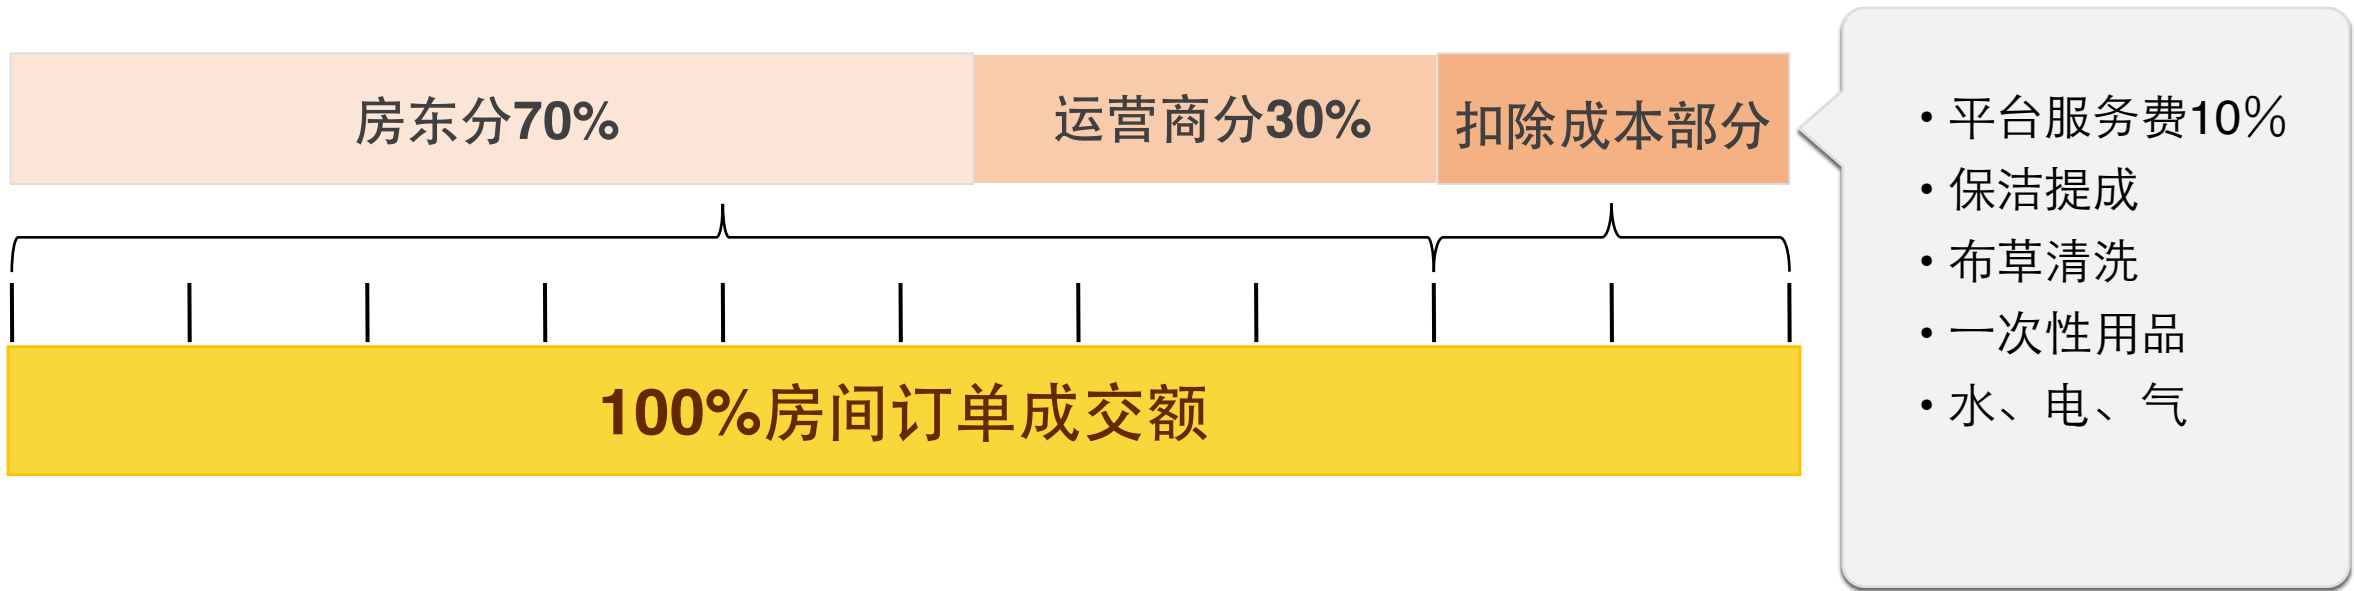 房东分70%
运营商分30%
扣除成本部分
100%房间订单成交额
• 平台服务费10%
• 保洁提成
• 布草清洗
• 一次性用品
• 水、电、气